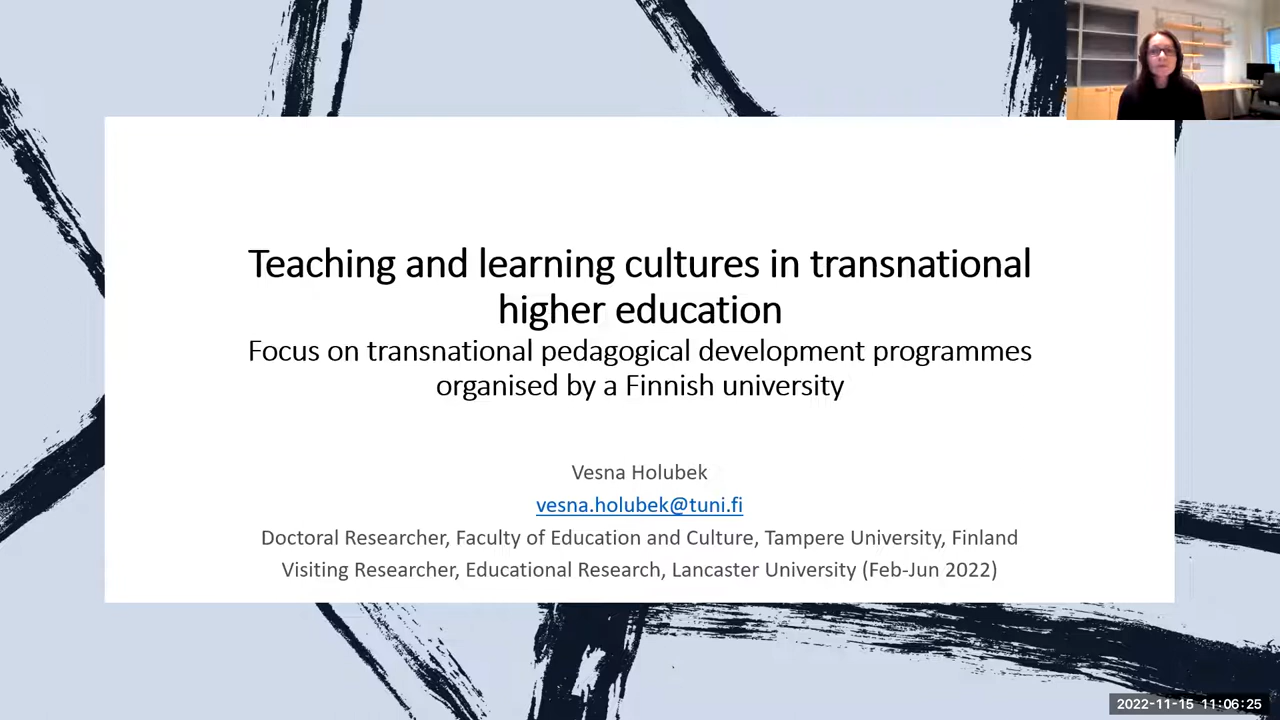 Teaching and learning cultures in transnational
higher education
Focus on transnational pedagogical development programmes
organised by a Finnish university
Vesna Holubek
vesna.holubek@tuni.fi
Doctoral Researcher, Faculty of Education and Culture, Tampere University, Finland
Visiting Researcher, Educational Research, Lancaster University (Feb-Jun 2022)
2022-11-15 11:06:25